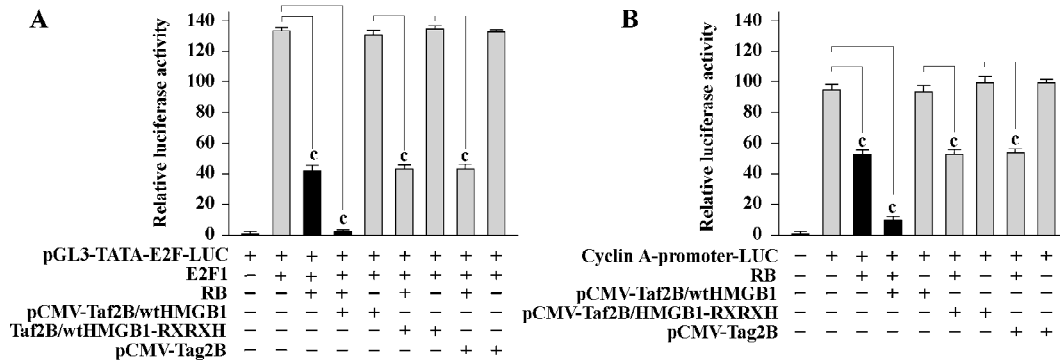 A
Relative luciferase activity
140
120
100
80
60
40
20
0
c
c
c
c
pGL3-TATA-E2F-LUC + + + + + + + + +
E2F1 – + + + + + + + +
RB – – + + – + – + –
pCMV-Taf2B/wtHMGB1 – – – + + – – – –
Taf2B/wtHMGB1-RXRXH – – – – – + + – –
pCMV-Tag2B – – – – – – – + +
B
Relative luciferase activity
140
120
100
80
60
40
20
0
c
c
c
c
Cyclin A-promoter-LUC – + + + + + + + +
RB – – + + – + – + –
pCMV-Taf2B/wtHMGB1 – – – + + – – – –
pCMV-Taf2B/HMGB1-RXRXH – – – – – + + – –
pCMV-Tag2B – – – – – – – + +